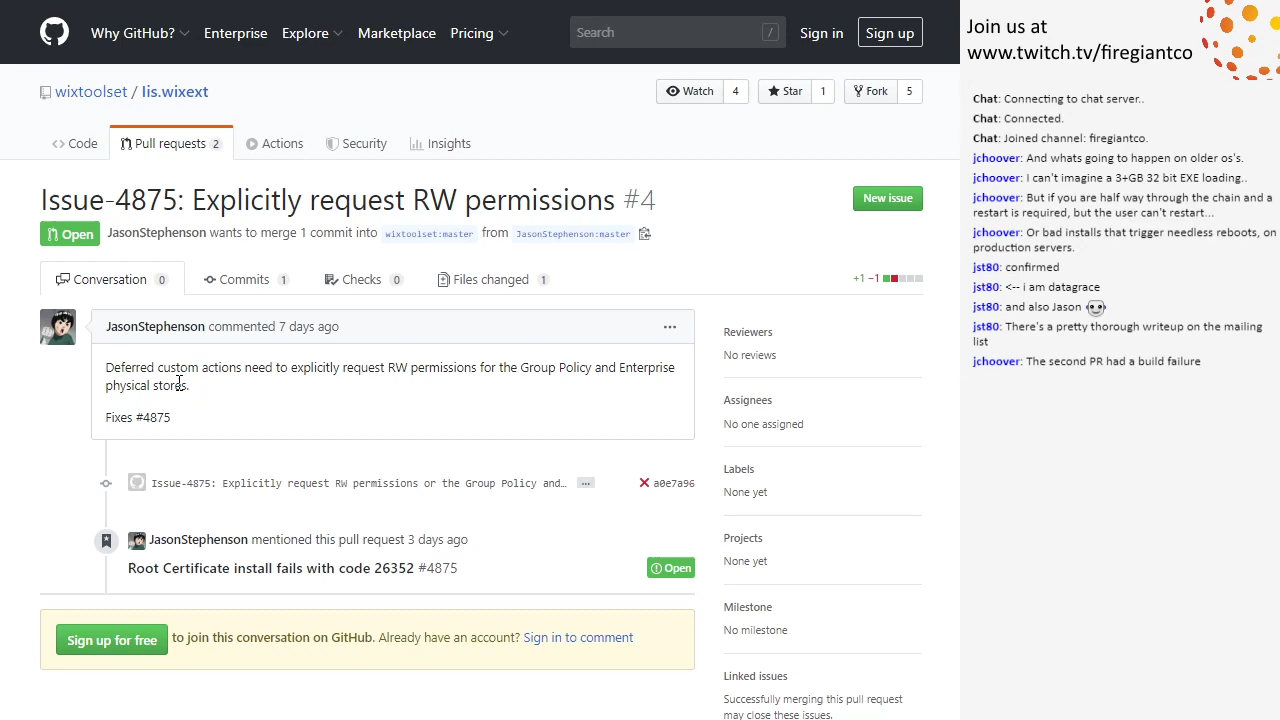 Why GitHub?
Enterprise
Explore
Marketplace
Pricing
Search
/
Sign in
Sign up
wixtoolset / Iis.wixext
Watch 4
Star 1
Fork 5
Code
Pull requests 2
Actions
Security
Insights
Issue-4875: Explicitly request RW permissions #4
New issue
Open
JasonStephenson wants to merge 1 commit into wixtoolset:master from JasonStephenson:master
Conversation 0
Commits 1
Checks 0
Files changed 1
+1 −1
JasonStephenson commented 7 days ago
Deferred custom actions need to explicitly request RW permissions for the Group Policy and Enterprise
physical stores.
Fixes #4875
Issue-4875: Explicitly request RW permissions or the Group Policy and…
a0e7a96
JasonStephenson mentioned this pull request 3 days ago
Root Certificate install fails with code 26352 #4875
Open
Sign up for free to join this conversation on GitHub. Already have an account? Sign in to comment
Reviewers
No reviews
Assignees
No one assigned
Labels
None yet
Projects
None yet
Milestone
No milestone
Linked issues
Successfully merging this pull request
may close these issues.
Join us at
www.twitch.tv/firegiantco
Chat: Connecting to chat server..
Chat: Connected.
Chat: Joined channel: firegiantco.
jchoover: And whats going to happen on older os's.
jchoover: I can't imagine a 3+GB 32 bit EXE loading..
jchoover: But if you are half way through the chain and a
restart is required, but the user can't restart...
jchoover: Or bad installs that trigger needless reboots, on
production servers.
jst80: confirmed
jst80: <-- i am datagrace
jst80: and also Jason
jst80: There's a pretty thorough writeup on the mailing
list
jchoover: The second PR had a build failure